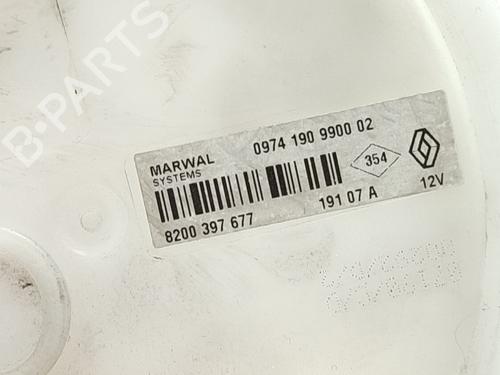 B-PARTS
MARWAL
SYSTEMS
0974 190 9900 02
354
8200 397 677
191 07 A
12V